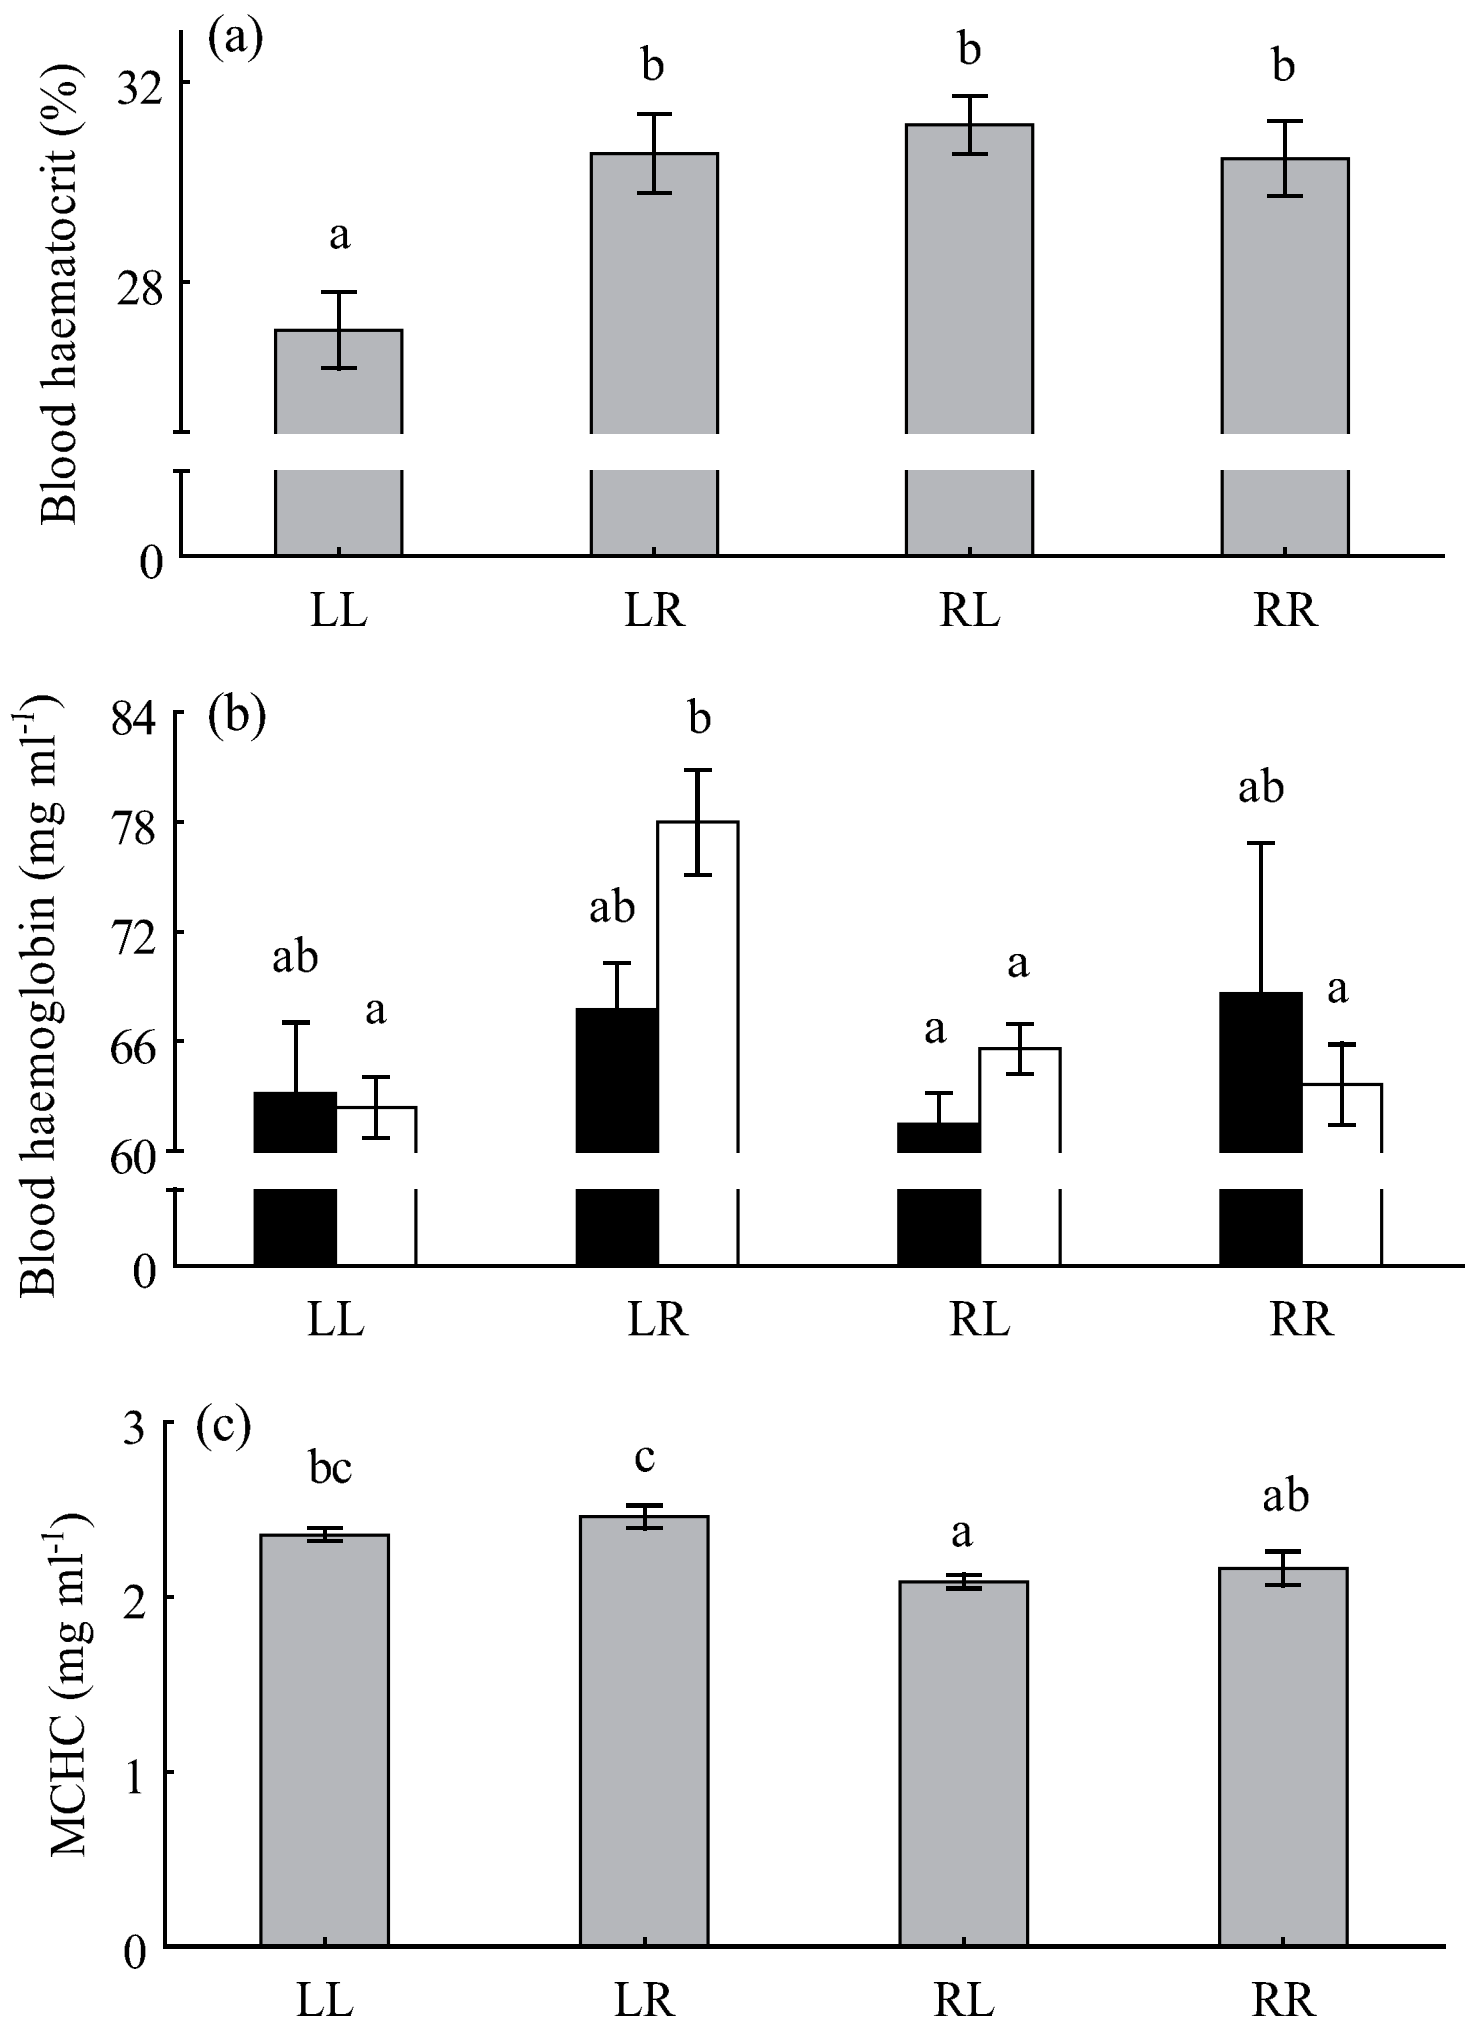 (a)
Blood haematocrit (%)
32
28
0
a
b
b
b
LL LR RL RR
(b)
Blood haemoglobin (mg ml⁻¹)
84
78
72
66
60
0
ab a ab b a a ab a
LL LR RL RR
(c)
MCHC (mg ml⁻¹)
3
2
1
0
bc c a ab
LL LR RL RR